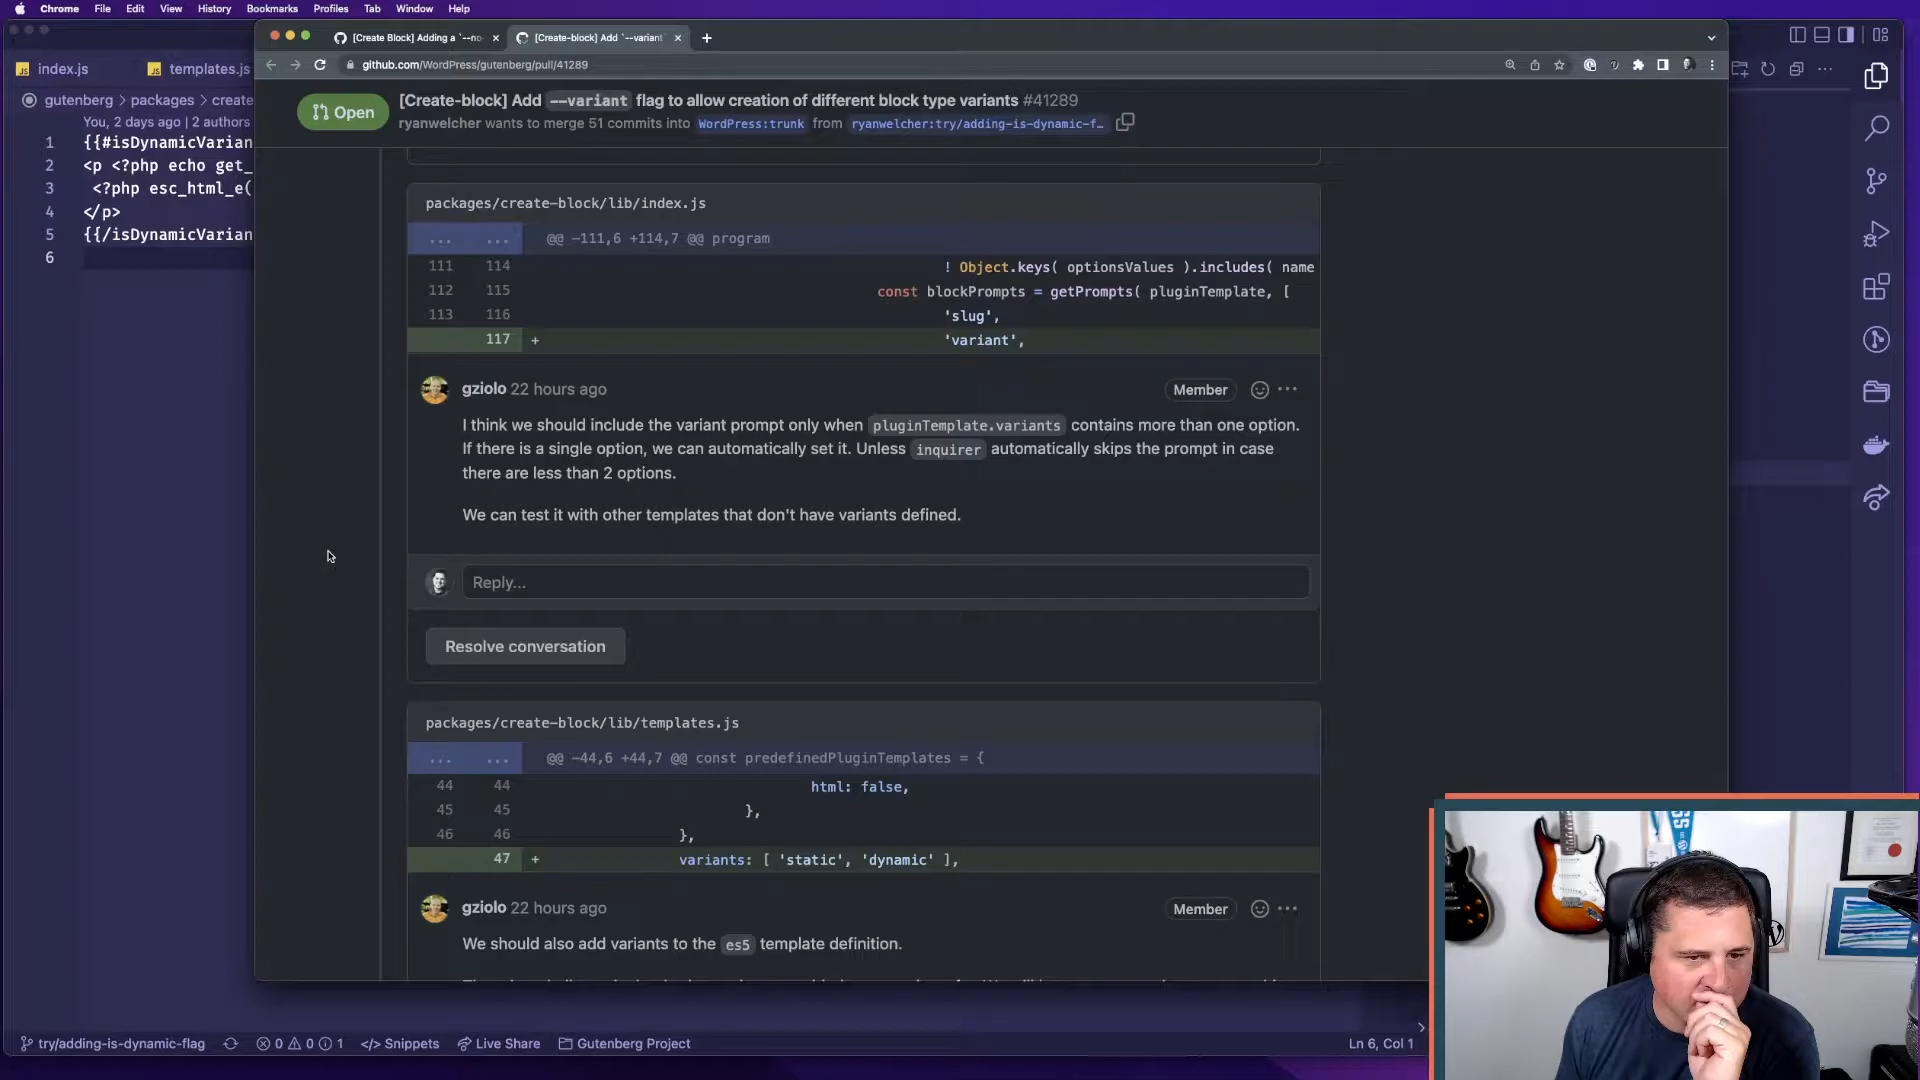 Chrome File Edit View History Bookmarks Profiles Tab Window Help
[Create Block] Adding a `--no
[Create-block] Add `--variant
index.js
templates.js
github.com/WordPress/gutenberg/pull/41289
gutenberg > packages > create
You, 2 days ago | 2 authors
1 {{#isDynamicVarian
2 <p <?php echo get_
3 <?php esc_html_e(
4 </p>
5 {{/isDynamicVarian
6
Open
[Create-block] Add --variant flag to allow creation of different block type variants #41289
ryanwelcher wants to merge 51 commits into WordPress:trunk from ryanwelcher:try/adding-is-dynamic-f…
packages/create-block/lib/index.js
... ... @@ -111,6 +114,7 @@ program
111 114 ! Object.keys( optionsValues ).includes( name
112 115 const blockPrompts = getPrompts( pluginTemplate, [
113 116 'slug',
117 + 'variant',
gziolo 22 hours ago
Member
I think we should include the variant prompt only when pluginTemplate.variants contains more than one option.
If there is a single option, we can automatically set it. Unless inquirer automatically skips the prompt in case
there are less than 2 options.
We can test it with other templates that don't have variants defined.
Reply...
Resolve conversation
packages/create-block/lib/templates.js
... ... @@ -44,6 +44,7 @@ const predefinedPluginTemplates = {
44 44 html: false,
45 45 },
46 46 },
47 + variants: [ 'static', 'dynamic' ],
gziolo 22 hours ago
Member
We should also add variants to the es5 template definition.
try/adding-is-dynamic-flag 0 0 1 </> Snippets Live Share Gutenberg Project
Ln 6, Col 1